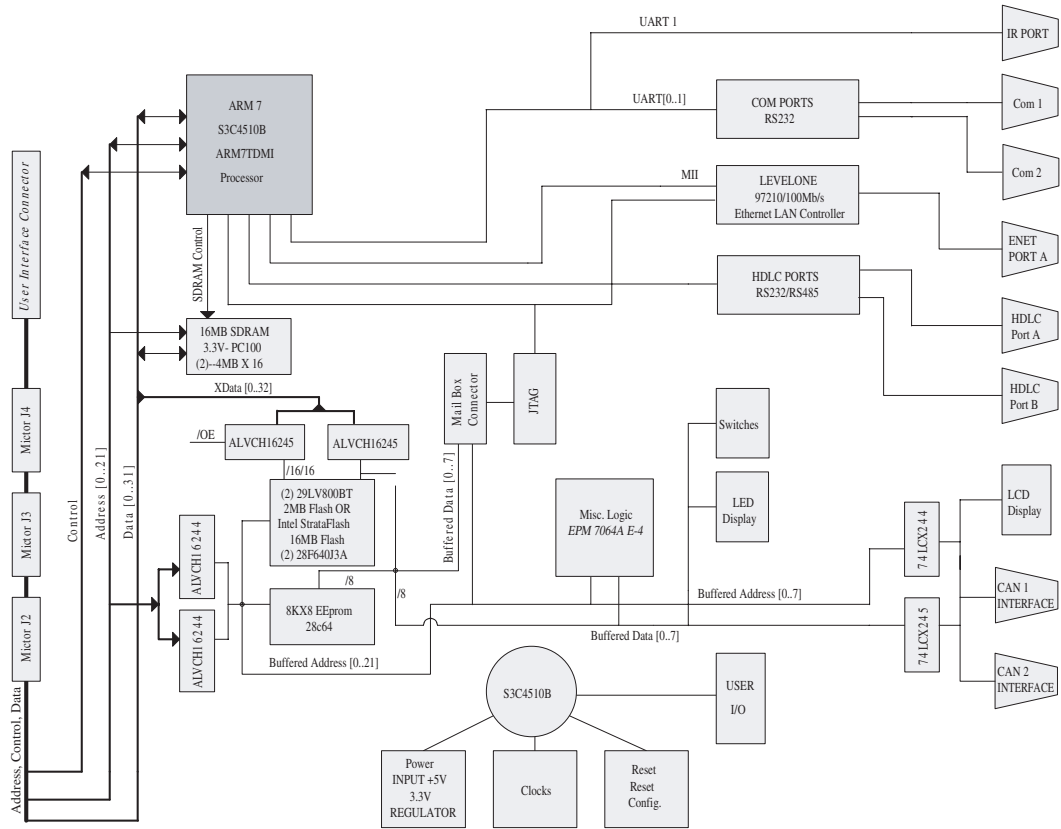 UART 1
IR PORT
ARM 7
S3C4510B
ARM7TDMI
Processor
UART[0..1]
COM PORTS
RS232
Com 1
Com 2
MII
LEVELONE
97210/100Mb/s
Ethernet LAN Controller
ENET
PORT A
User Interface Connector
SDRAM Control
HDLC PORTS
RS232/RS485
HDLC
Port A
HDLC
Port B
16MB SDRAM
3.3V- PC100
(2)--4MB X 16
XData [0..32]
Mail Box
Connector
JTAG
Mictor J4
Mictor J3
Mictor J2
Control
Address [0..21]
Data [0..31]
/OE
ALVCH16245
ALVCH16245
/16/16
(2) 29LV800BT
2MB Flash OR
Intel StrataFlash
16MB Flash
(2) 28F640J3A
Buffered Data [0..7]
Switches
LED
Display
Misc. Logic
EPM 7064A E-4
LCD
Display
74LCX244
ALVCH16244
ALVCH16244
/8
/8
8KX8 EEprom
28c64
Buffered Address [0..7]
CAN 1
INTERFACE
Buffered Data [0..7]
74LCX245
Buffered Address [0..21]
CAN 2
INTERFACE
S3C4510B
USER
I/O
Address, Control, Data
Power
INPUT +5V
3.3V
REGULATOR
Clocks
Reset
Reset
Config.